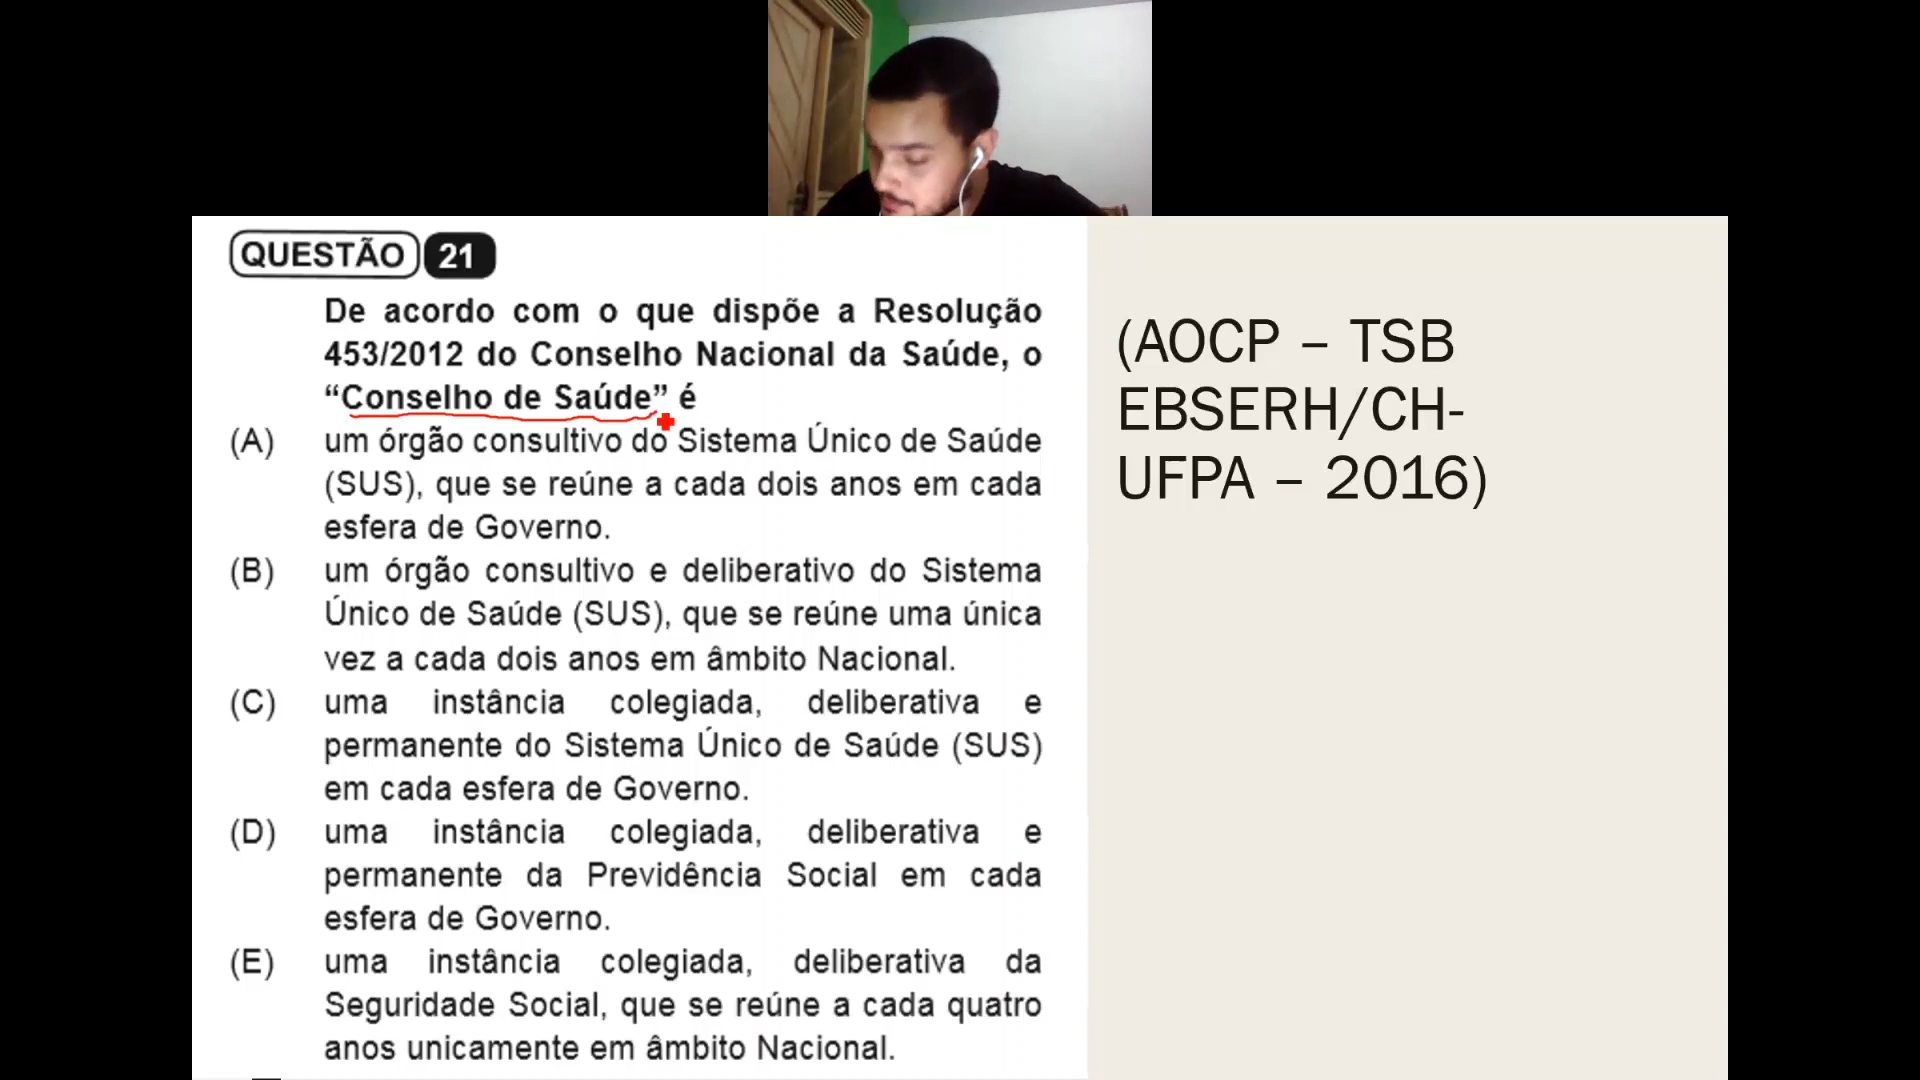 QUESTÃO 21
De acordo com o que dispõe a Resolução
453/2012 do Conselho Nacional da Saúde, o
“Conselho de Saúde” é
(A) um órgão consultivo do Sistema Único de Saúde
(SUS), que se reúne a cada dois anos em cada
esfera de Governo.
(B) um órgão consultivo e deliberativo do Sistema
Único de Saúde (SUS), que se reúne uma única
vez a cada dois anos em âmbito Nacional.
(C) uma instância colegiada, deliberativa e
permanente do Sistema Único de Saúde (SUS)
em cada esfera de Governo.
(D) uma instância colegiada, deliberativa e
permanente da Previdência Social em cada
esfera de Governo.
(E) uma instância colegiada, deliberativa da
Seguridade Social, que se reúne a cada quatro
anos unicamente em âmbito Nacional.
(AOCP – TSB
EBSERH/CH-
UFPA – 2016)